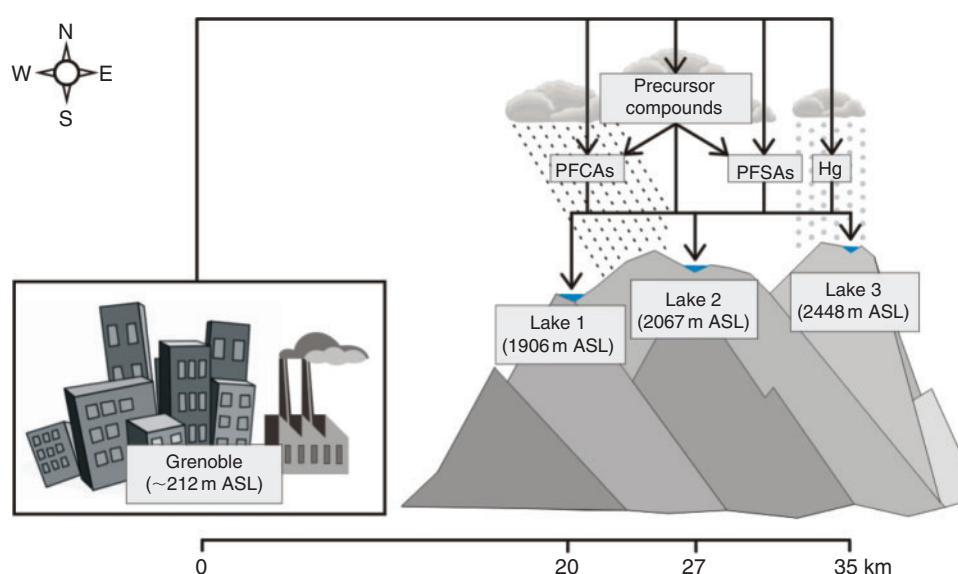 N
W E
S
Precursor
compounds
PFCAs
PFSAs
Hg
Lake 1
(1906 m ASL)
Lake 2
(2067 m ASL)
Lake 3
(2448 m ASL)
Grenoble
(~212 m ASL)
0 20 27 35 km